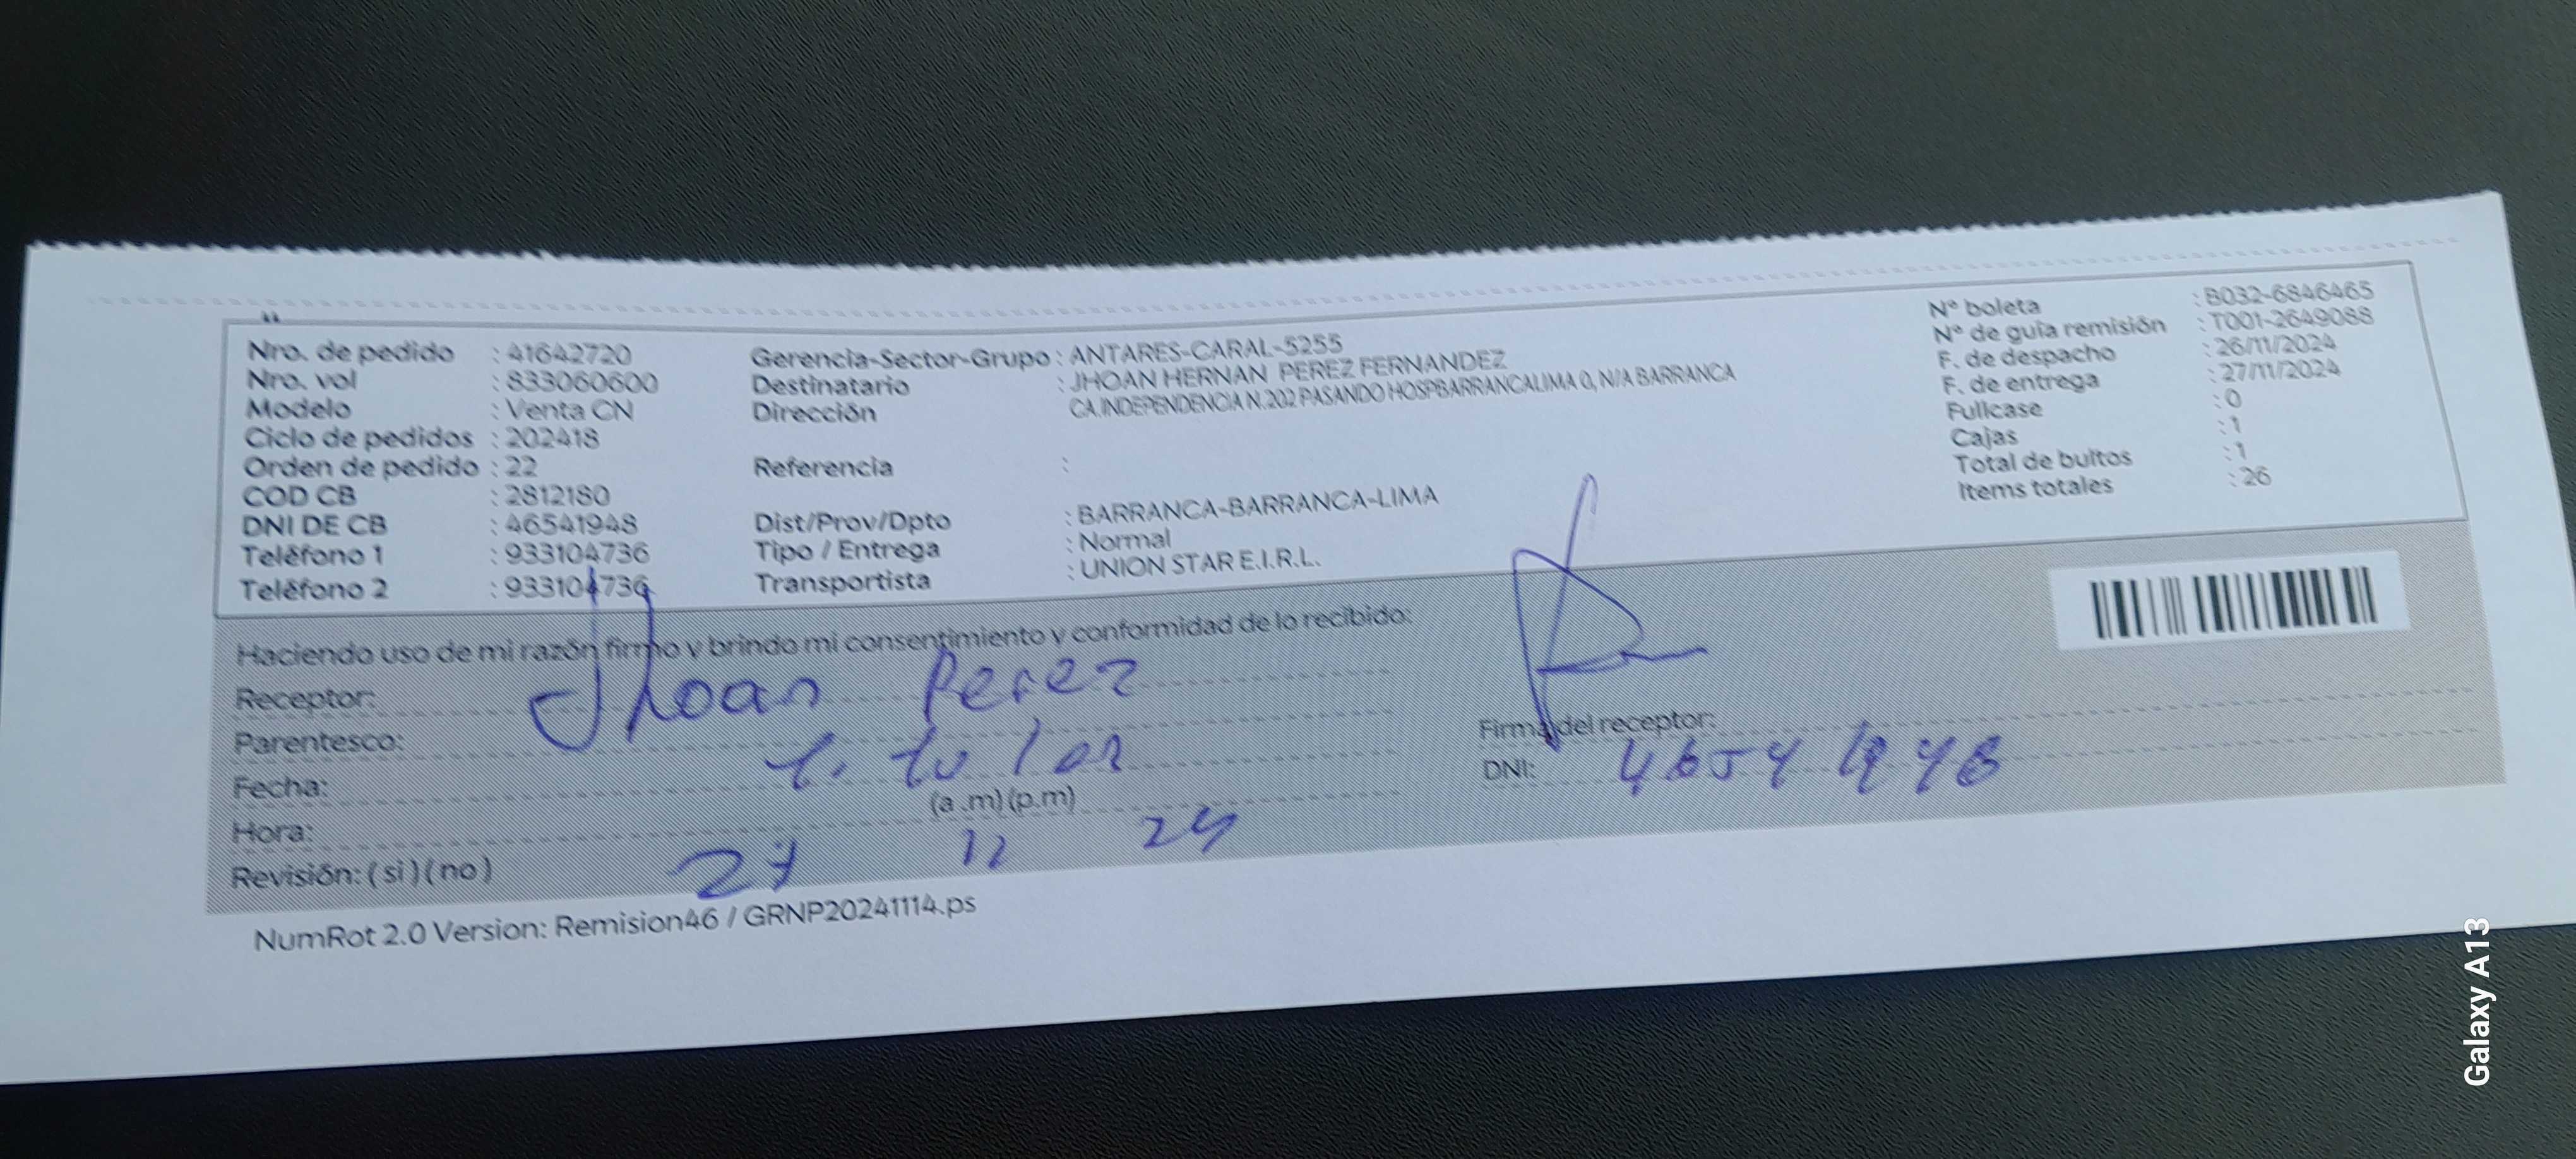 Nro. de pedido : 41642720
Nro. vol : 833060600
Modelo : Venta CN
Ciclo de pedidos : 202418
Orden de pedido : 22
COD CB : 2812180
DNI DE CB : 46541948
Teléfono 1 : 933104736
Teléfono 2 : 933104736
Gerencia-Sector-Grupo : ANTARES-CARAL-5255
Destinatario : JHOAN HERNAN PEREZ FERNANDEZ
Dirección CA.INDEPENDENCIA N.202 PASANDO HOSPBARRANCALIMA 0, N/A BARRANCA
Referencia :
Dist/Prov/Dpto : BARRANCA-BARRANCA-LIMA
Tipo / Entrega : Normal
Transportista : UNION STAR E.I.R.L.
N° boleta : B032-6846465
N° de guía remisión : T001-2649088
F. de despacho : 26/11/2024
F. de entrega : 27/11/2024
Fullcase : 0
Cajas : 1
Total de bultos : 1
Items totales : 26
Haciendo uso de mi razón firmo y brindo mi consentimiento y conformidad de lo recibido:
Receptor: Jhoan Perez
Parentesco: titular
Fecha:
Hora: (a .m) (p.m)
Revisión: ( si ) ( no ) 27 24
Firma del receptor:
DNI: 46541948
NumRot 2.0 Version: Remision46 / GRNP20241114.ps
Galaxy A13